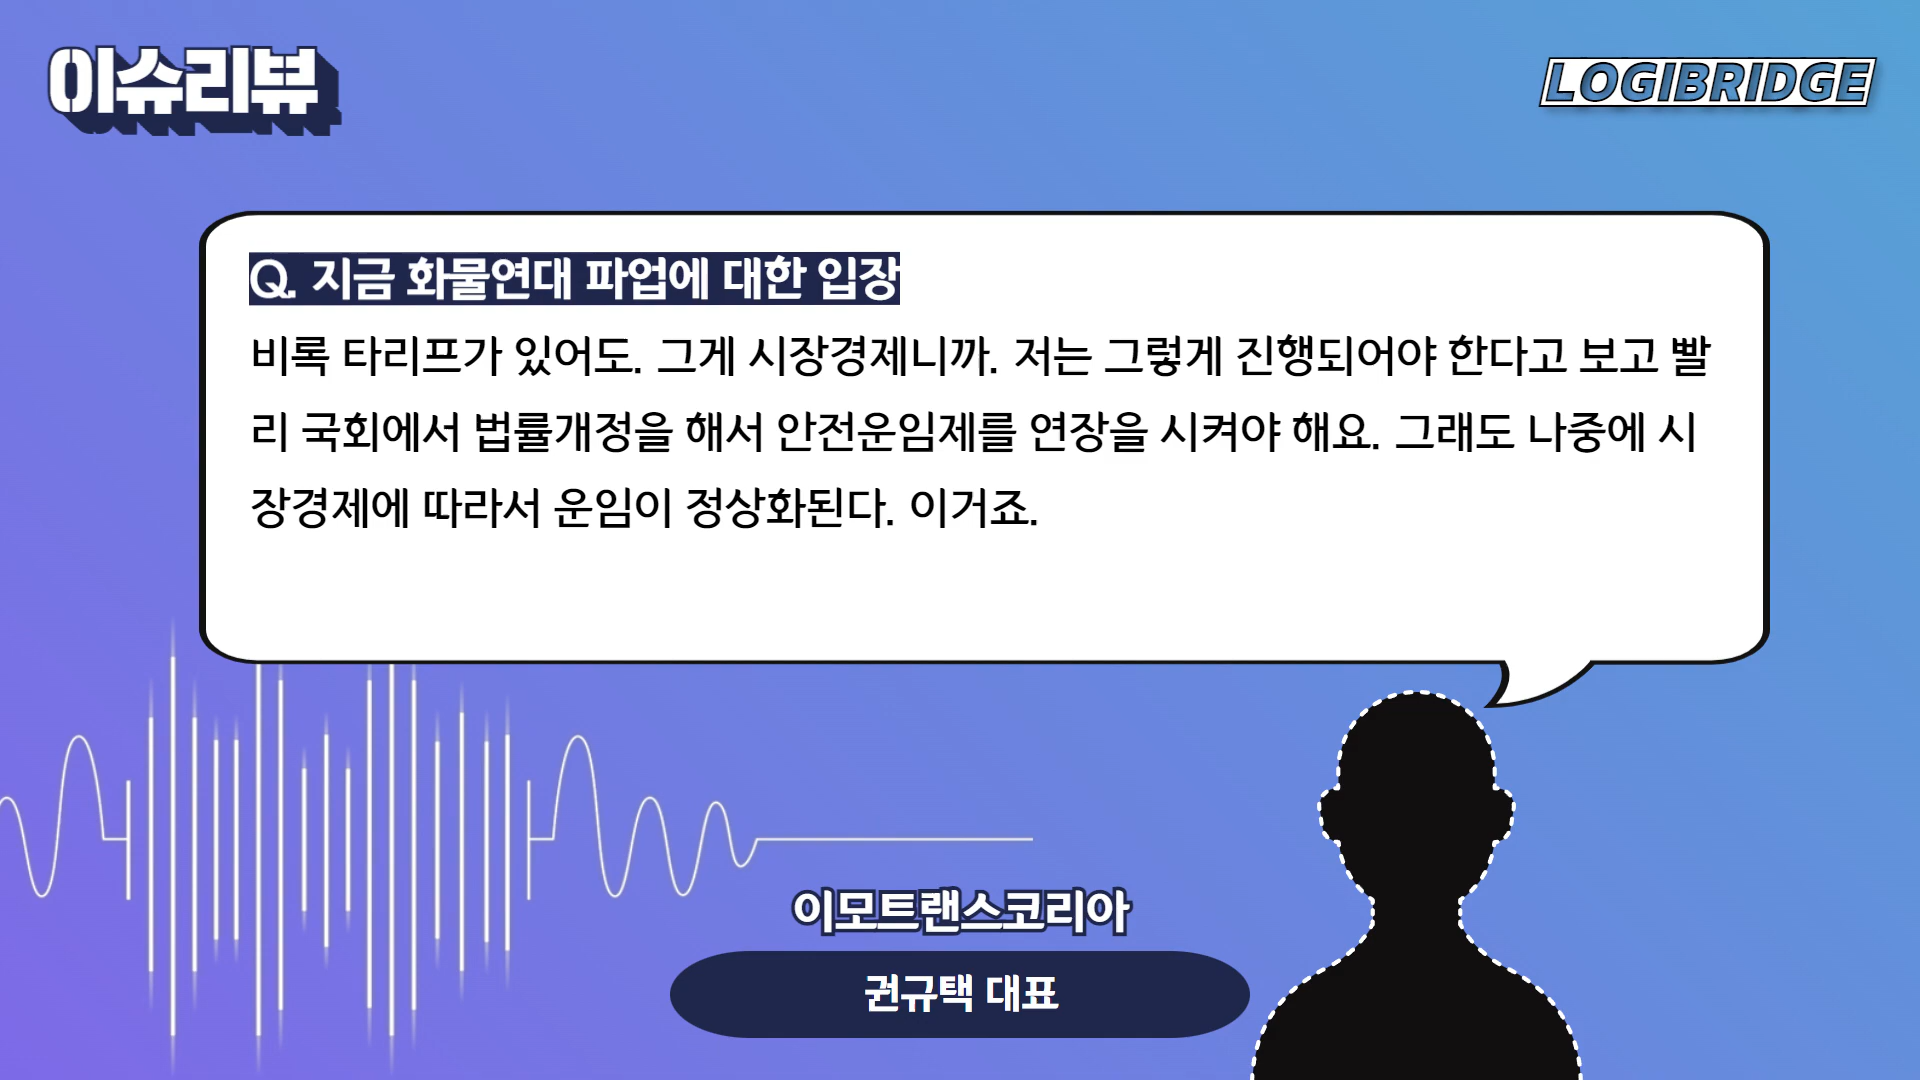 이슈리뷰
LOGIBRIDGE
Q. 지금 화물연대 파업에 대한 입장
비록 타리프가 있어도. 그게 시장경제니까. 저는 그렇게 진행되어야 한다고 보고 빨
리 국회에서 법률개정을 해서 안전운임제를 연장을 시켜야 해요. 그래도 나중에 시
장경제에 따라서 운임이 정상화된다. 이거죠.
이모트랜스코리아
권규택 대표